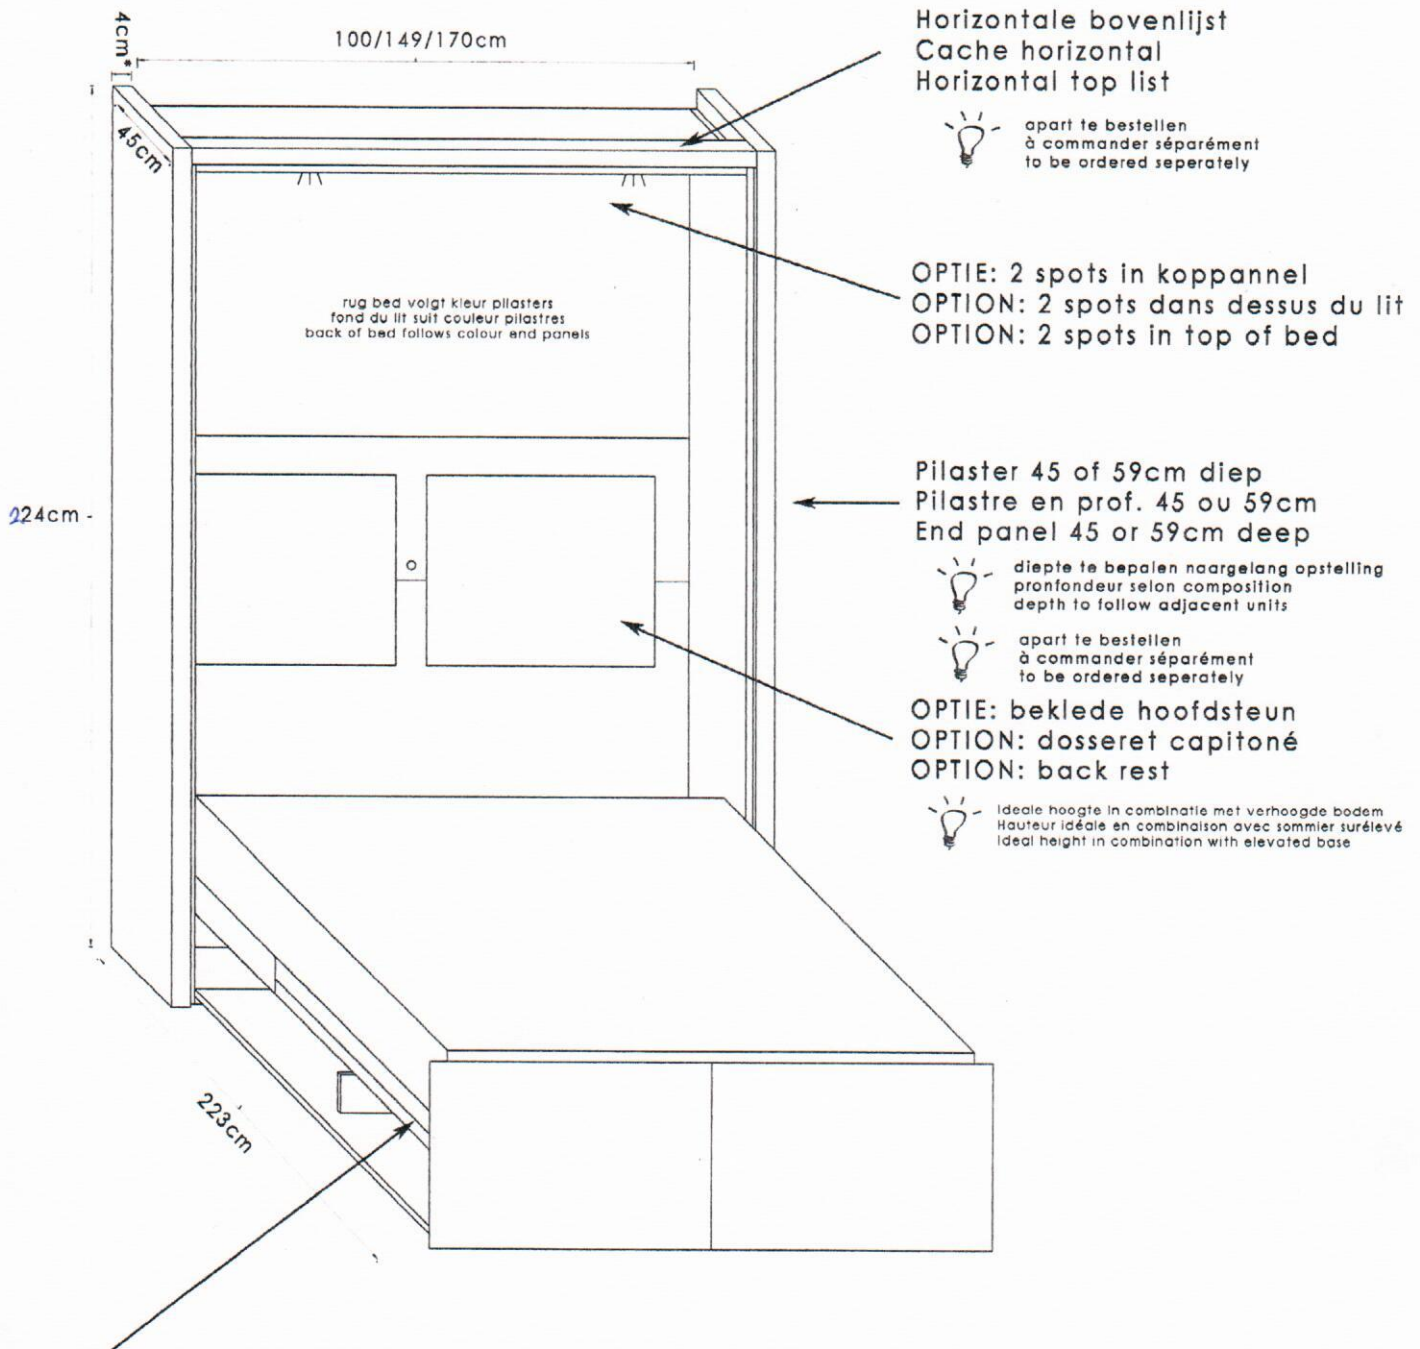 4cm*
100/149/170cm
45cm
Horizontale bovenlijst
Cache horizontal
Horizontal top list
apart te bestellen
à commander séparément
to be ordered seperately
rug bed volgt kleur pilasters
fond du lit suit couleur pilastres
back of bed follows colour end panels
OPTIE: 2 spots in koppannel
OPTION: 2 spots dans dessus du lit
OPTION: 2 spots in top of bed
224cm
Pilaster 45 of 59cm diep
Pilastre en prof. 45 ou 59cm
End panel 45 or 59cm deep
diepte te bepalen naargelang opstelling
pronfondeur selon composition
depth to follow adjacent units
apart te bestellen
à commander séparément
to be ordered seperately
OPTIE: beklede hoofdsteun
OPTION: dosseret capitoné
OPTION: back rest
Ideale hoogte in combinatie met verhoogde bodem
Hauteur idéale en combinaison avec sommier surélevé
Ideal height in combination with elevated base
223cm